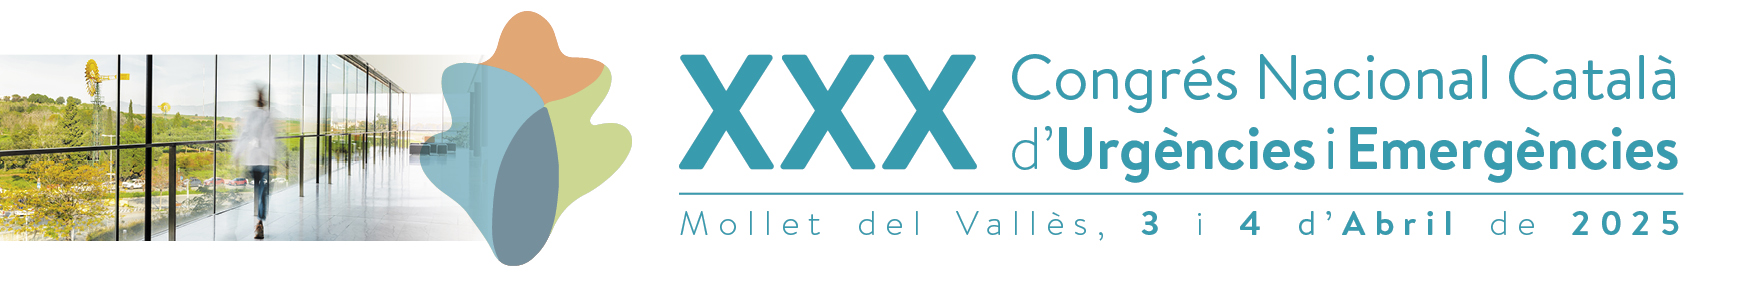 XXX
Congrés Nacional Català
d'Urgències i Emergències
Mollet del Vallès, 3 i 4 d'Abril de 2025